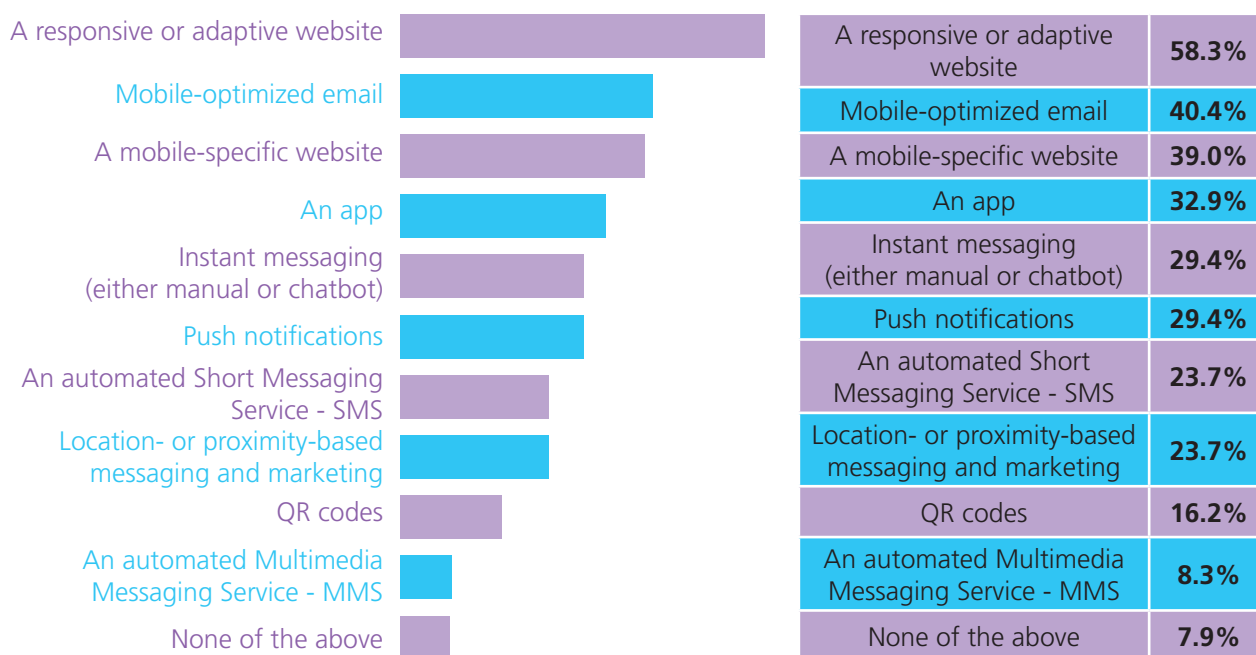 A responsive or adaptive website
Mobile-optimized email
A mobile-specific website
An app
Instant messaging
(either manual or chatbot)
Push notifications
An automated Short Messaging
Service - SMS
Location- or proximity-based
messaging and marketing
QR codes
An automated Multimedia
Messaging Service - MMS
None of the above
A responsive or adaptive
website
58.3%
Mobile-optimized email
40.4%
A mobile-specific website
39.0%
An app
32.9%
Instant messaging
(either manual or chatbot)
29.4%
Push notifications
29.4%
An automated Short
Messaging Service - SMS
23.7%
Location- or proximity-based
messaging and marketing
23.7%
QR codes
16.2%
An automated Multimedia
Messaging Service - MMS
8.3%
None of the above
7.9%